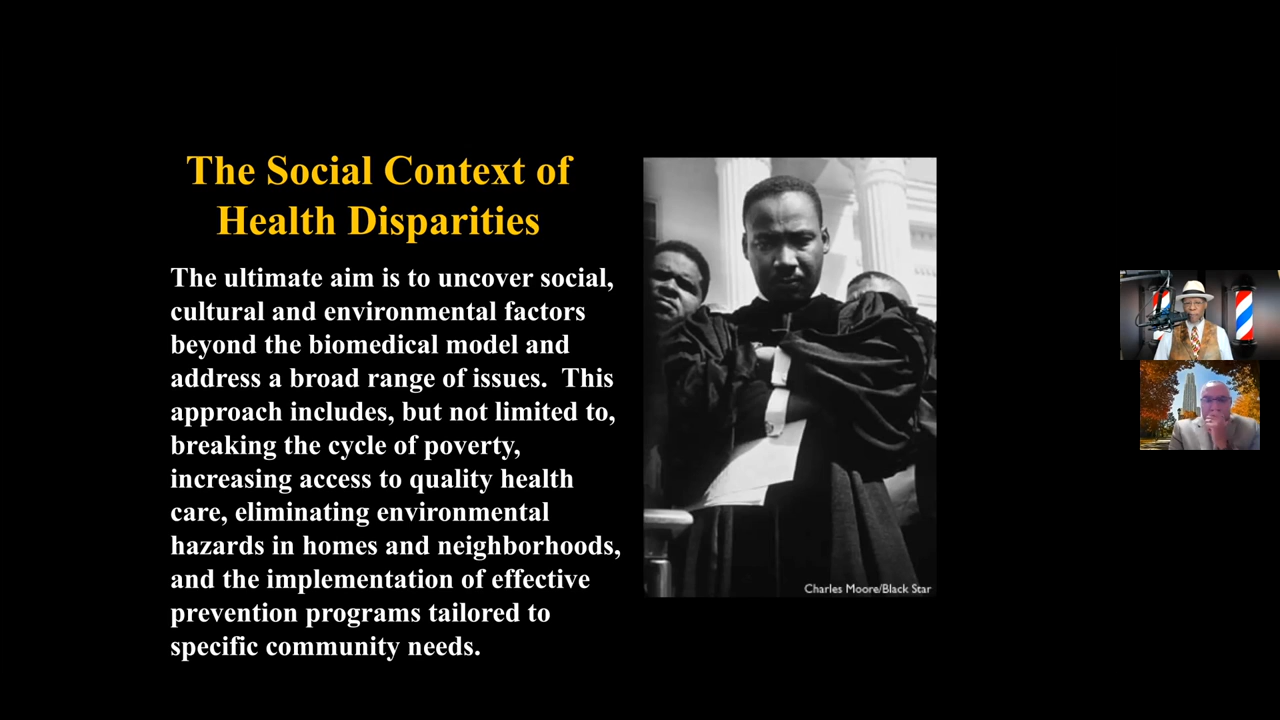 The Social Context of
Health Disparities
The ultimate aim is to uncover social,
cultural and environmental factors
beyond the biomedical model and
address a broad range of issues.  This
approach includes, but not limited to,
breaking the cycle of poverty,
increasing access to quality health
care, eliminating environmental
hazards in homes and neighborhoods,
and the implementation of effective
prevention programs tailored to
specific community needs.
Charles Moore/Black Star